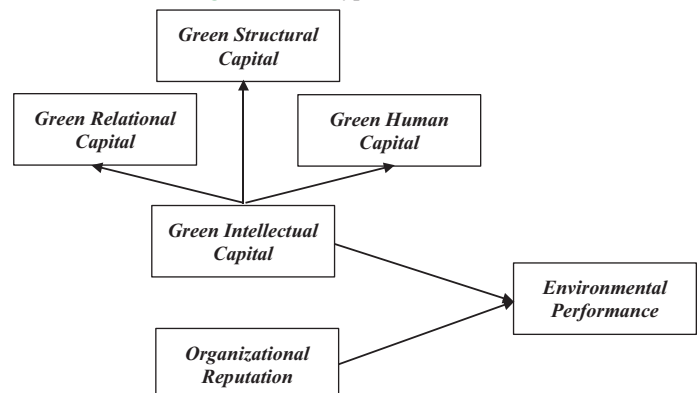 Green Structural
Capital
Green Relational
Capital
Green Human
Capital
Green Intellectual
Capital
Environmental
Performance
Organizational
Reputation